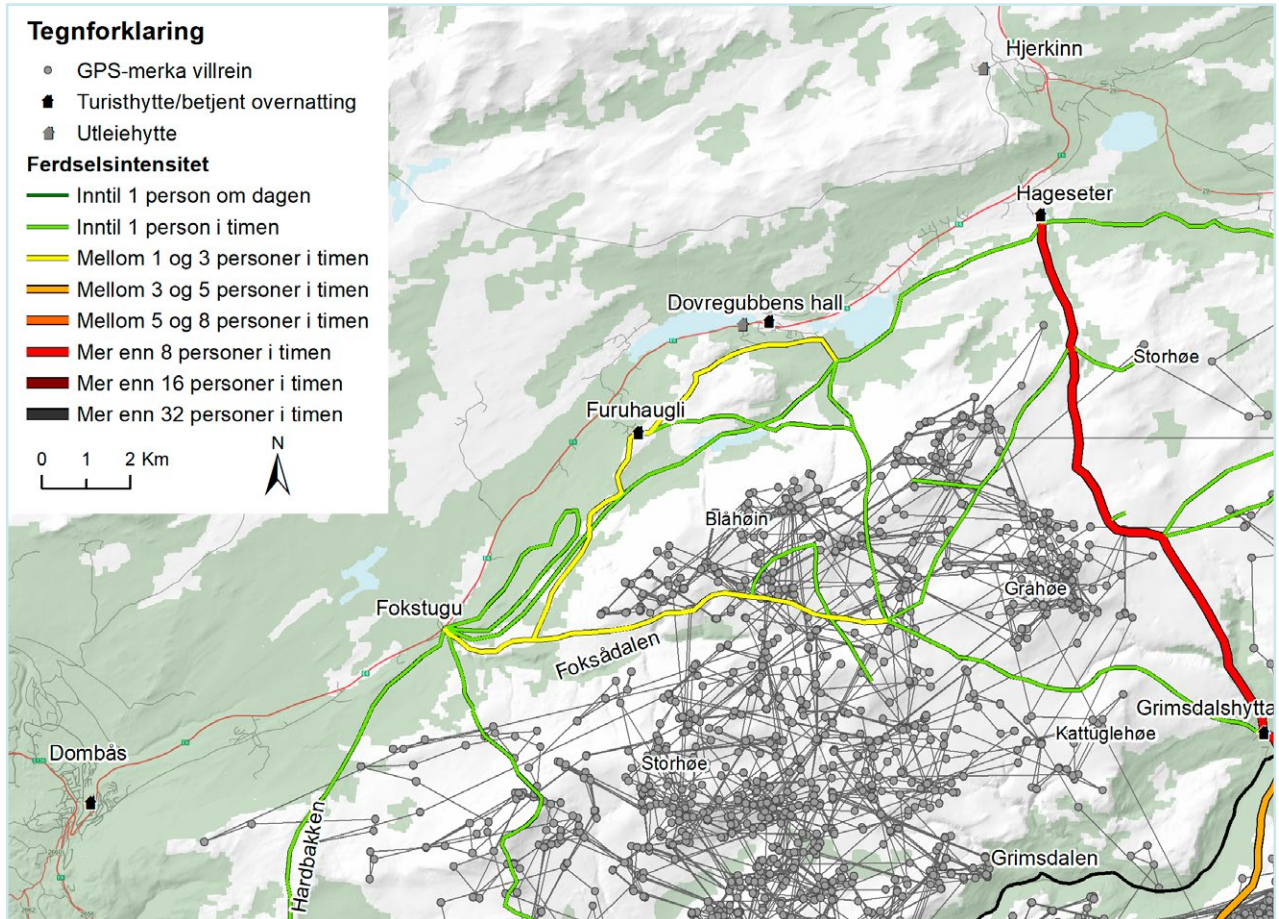 Tegnforklaring
GPS-merka villrein
Turisthytte/betjent overnatting
Utleiehytte
Ferdselsintensitet
Inntil 1 person om dagen
Inntil 1 person i timen
Mellom 1 og 3 personer i timen
Mellom 3 og 5 personer i timen
Mellom 5 og 8 personer i timen
Mer enn 8 personer i timen
Mer enn 16 personer i timen
Mer enn 32 personer i timen
N
0 1 2 Km
Hjerkinn
Hageseter
Dovregubbens hall
Storhøe
Furuhaugli
Blåhøin
Gråhøe
Fokstugu
Foksådalen
Grimsdalshytta
Kattuglehøe
Storhøe
Dombås
Hardbakken
Grimsdalen